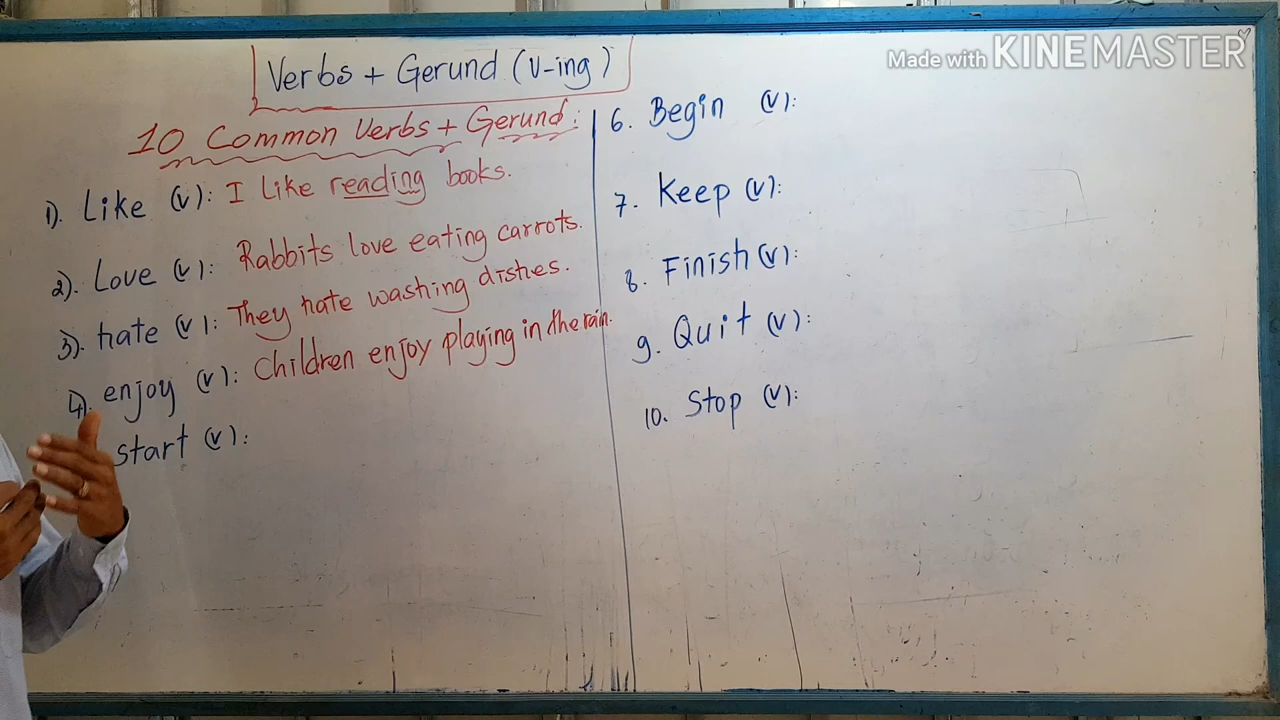 Made with KINEMASTER
Verbs + Gerund (V-ing)
10 Common Verbs + Gerund:
1). Like (v): I like reading books.
2). Love (v): Rabbits love eating carrots.
3). hate (v): They hate washing dishes.
4). enjoy (v): Children enjoy playing in the rain.
start (v):
6. Begin (v):
7. Keep (v):
8. Finish (v):
9. Quit (v):
10. Stop (v):